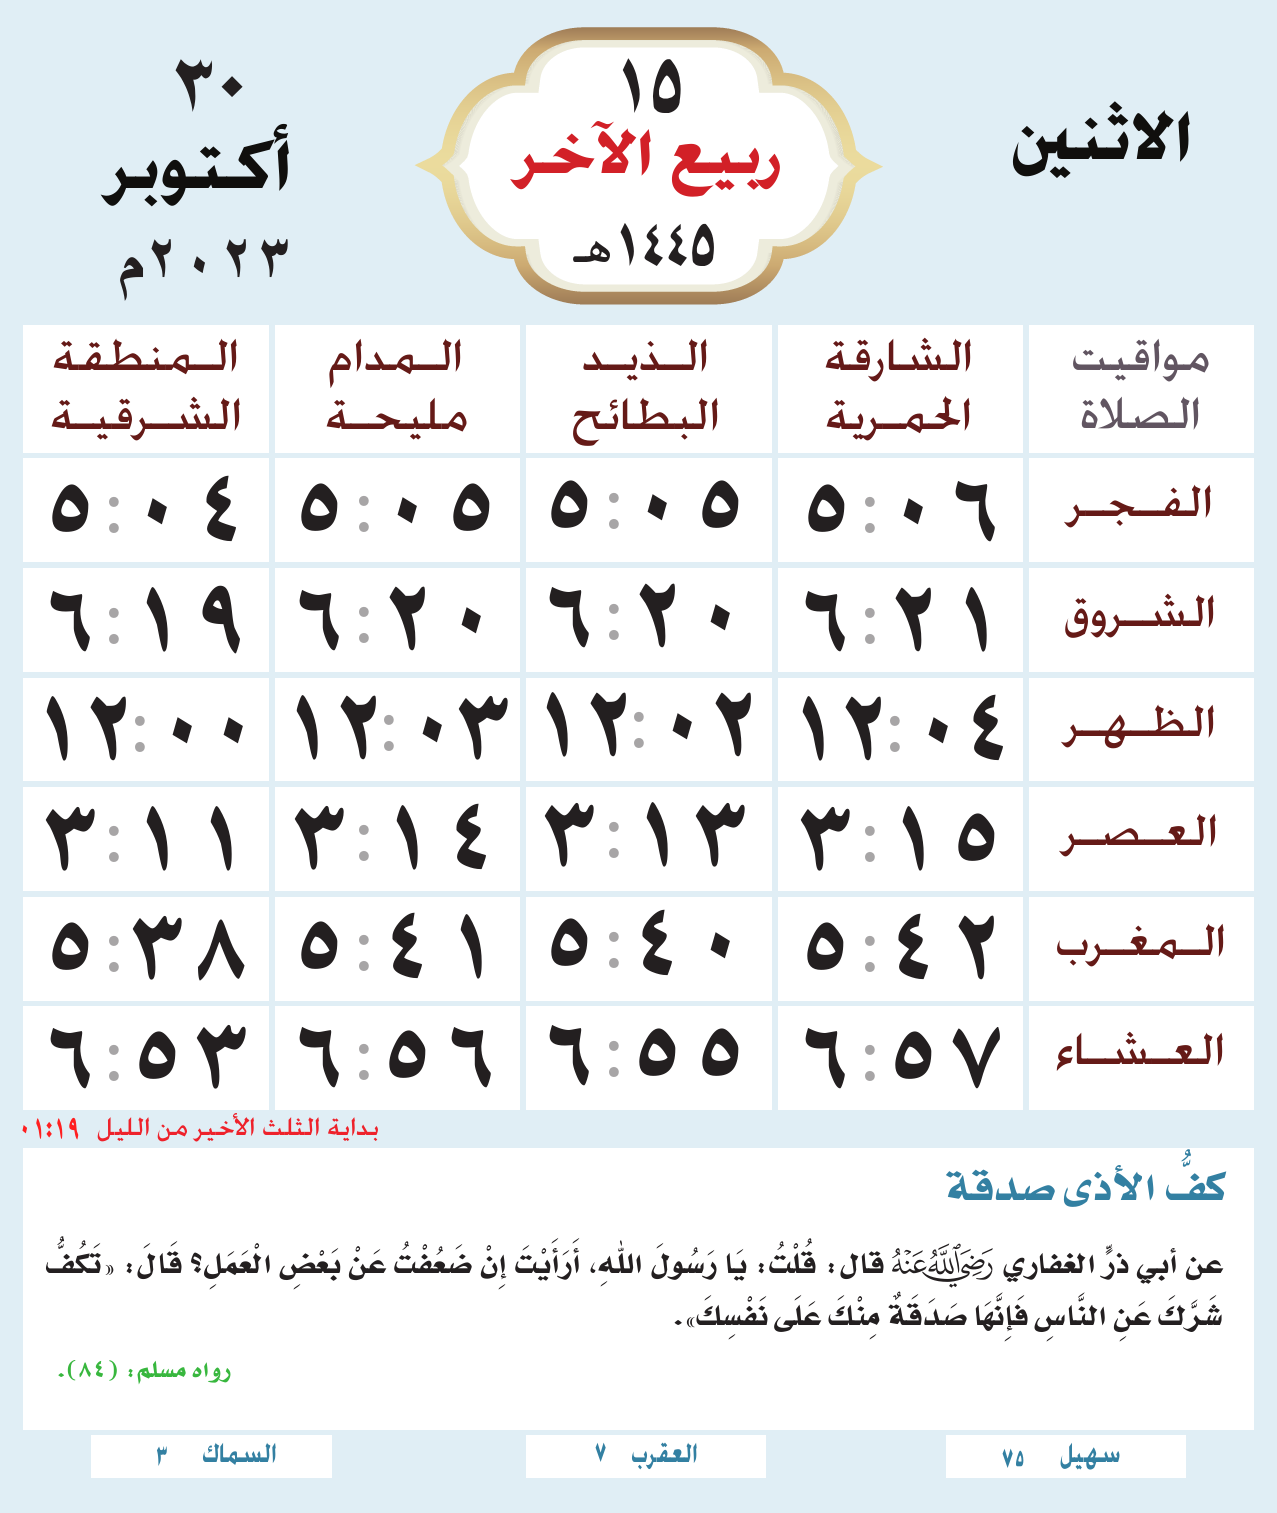 الاثنين
١٥
ربيع الآخر
١٤٤٥هـ
٣٠
أكتوبر
٢٠٢٣م
مواقيت الصلاة	الشارقة الحمرية	الذيد البطائح	المدام مليحة	المنطقة الشرقية
الفجر	٥:٠٦	٥:٠٥	٥:٠٥	٥:٠٤
الشروق	٦:٢١	٦:٢٠	٦:٢٠	٦:١٩
الظهر	١٢:٠٤	١٢:٠٢	١٢:٠٣	١٢:٠٠
العصر	٣:١٥	٣:١٣	٣:١٤	٣:١١
المغرب	٥:٤٢	٥:٤٠	٥:٤١	٥:٣٨
العشاء	٦:٥٧	٦:٥٥	٦:٥٦	٦:٥٣
بداية الثلث الأخير من الليل ٠١:١٩
كفُّ الأذى صدقة
عن أبي ذرٍّ الغفاري رَضِيَ اللَّهُ عَنْهُ قال: قُلْتُ: يَا رَسُولَ اللهِ، أَرَأَيْتَ إِنْ ضَعُفْتُ عَنْ بَعْضِ الْعَمَلِ؟ قَالَ: «تَكُفُّ
شَرَّكَ عَنِ النَّاسِ فَإِنَّهَا صَدَقَةٌ مِنْكَ عَلَى نَفْسِكَ».
رواه مسلم: (٨٤).
سهيل ٧٥
العقرب ٧
السماك ٣